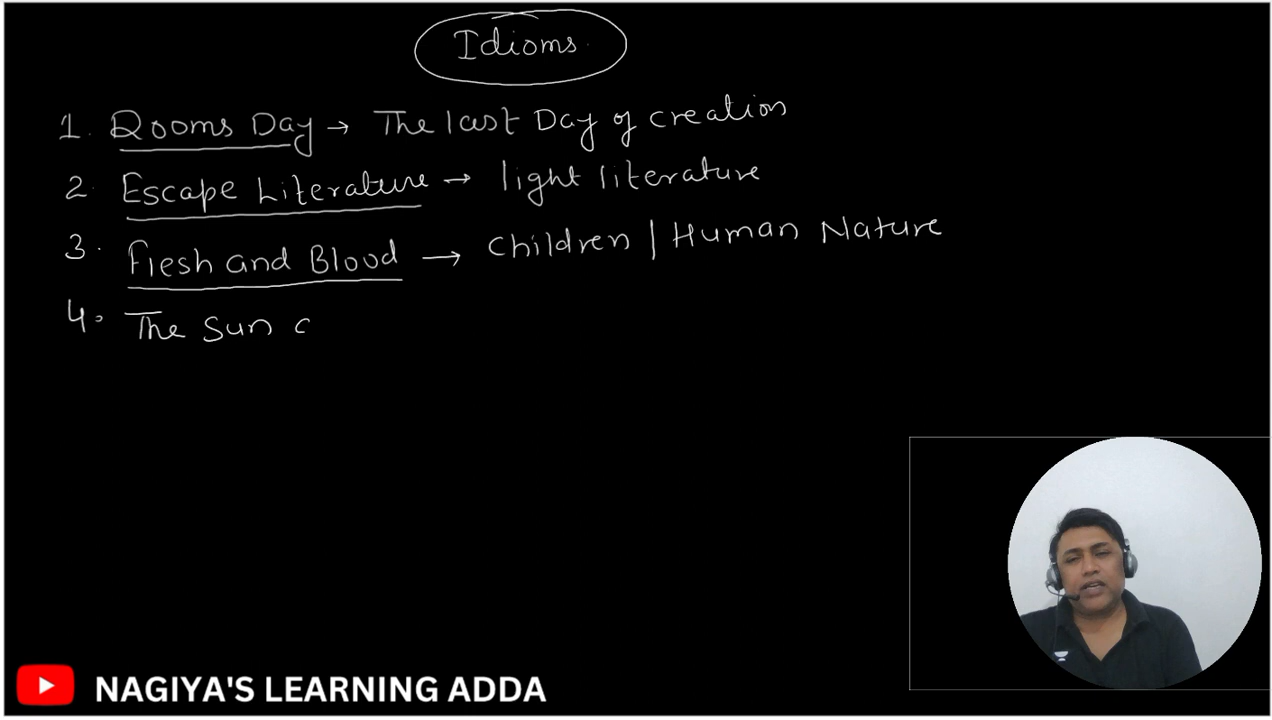 Idioms
1. Dooms Day → The last Day of creation
2. Escape Literature → light literature
3. Flesh and Blood → Children | Human Nature
4. The Sun c
NAGIYA'S LEARNING ADDA